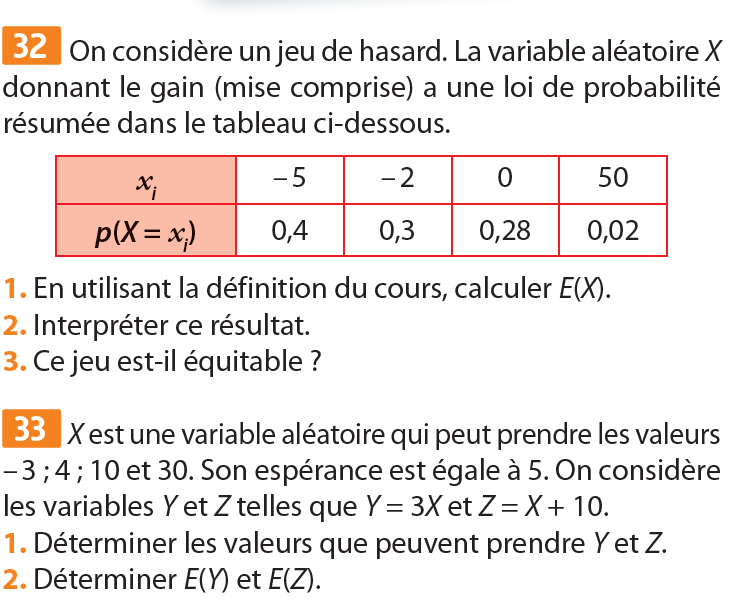 32 On considère un jeu de hasard. La variable aléatoire X
donnant le gain (mise comprise) a une loi de probabilité
résumée dans le tableau ci-dessous.
xi –5 –2 0 50
p(X = xi) 0,4 0,3 0,28 0,02
1. En utilisant la définition du cours, calculer E(X).
2. Interpréter ce résultat.
3. Ce jeu est-il équitable ?
33 X est une variable aléatoire qui peut prendre les valeurs
–3 ; 4 ; 10 et 30. Son espérance est égale à 5. On considère
les variables Y et Z telles que Y = 3X et Z = X + 10.
1. Déterminer les valeurs que peuvent prendre Y et Z.
2. Déterminer E(Y) et E(Z).